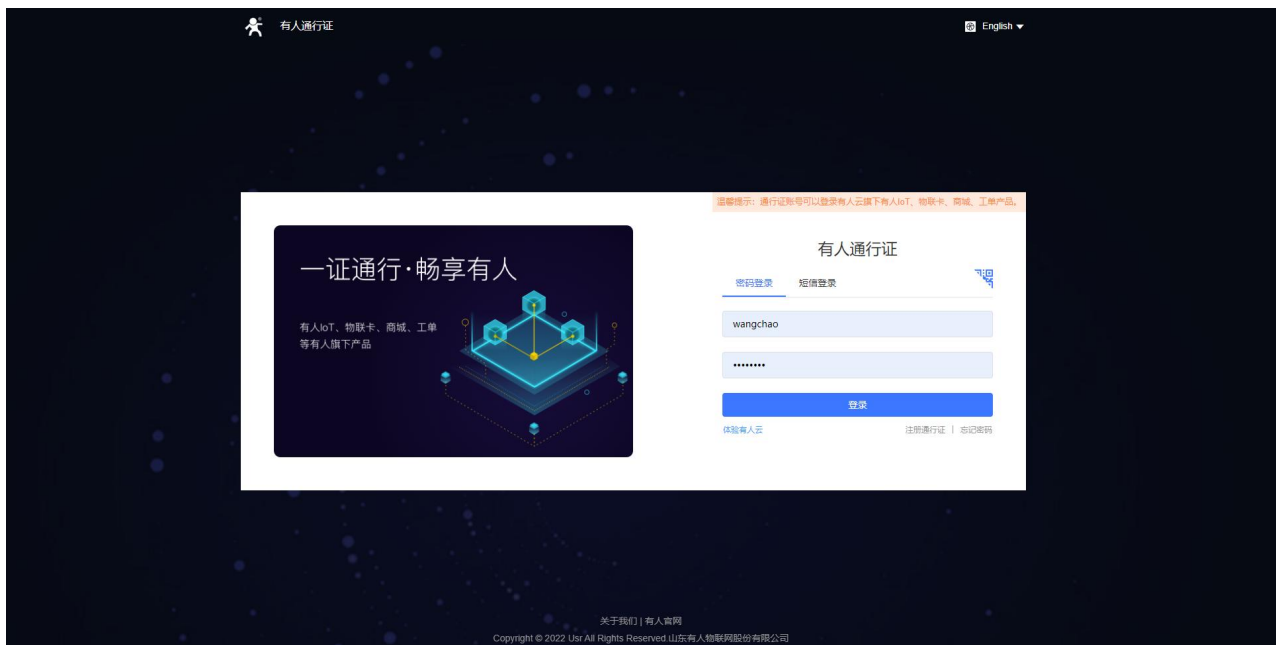 有人通行证
English
温馨提示：通行证账号可以登录有人云旗下有人IoT、物联卡、商城、工单产品。
一证通行·畅享有人
有人IoT、物联卡、商城、工单
等有人旗下产品
有人通行证
密码登录 短信登录
wangchao
••••••••
登录
体验有人云 注册通行证 | 忘记密码
关于我们 | 有人官网
Copyright © 2022 Usr All Rights Reserved.山东有人物联网股份有限公司